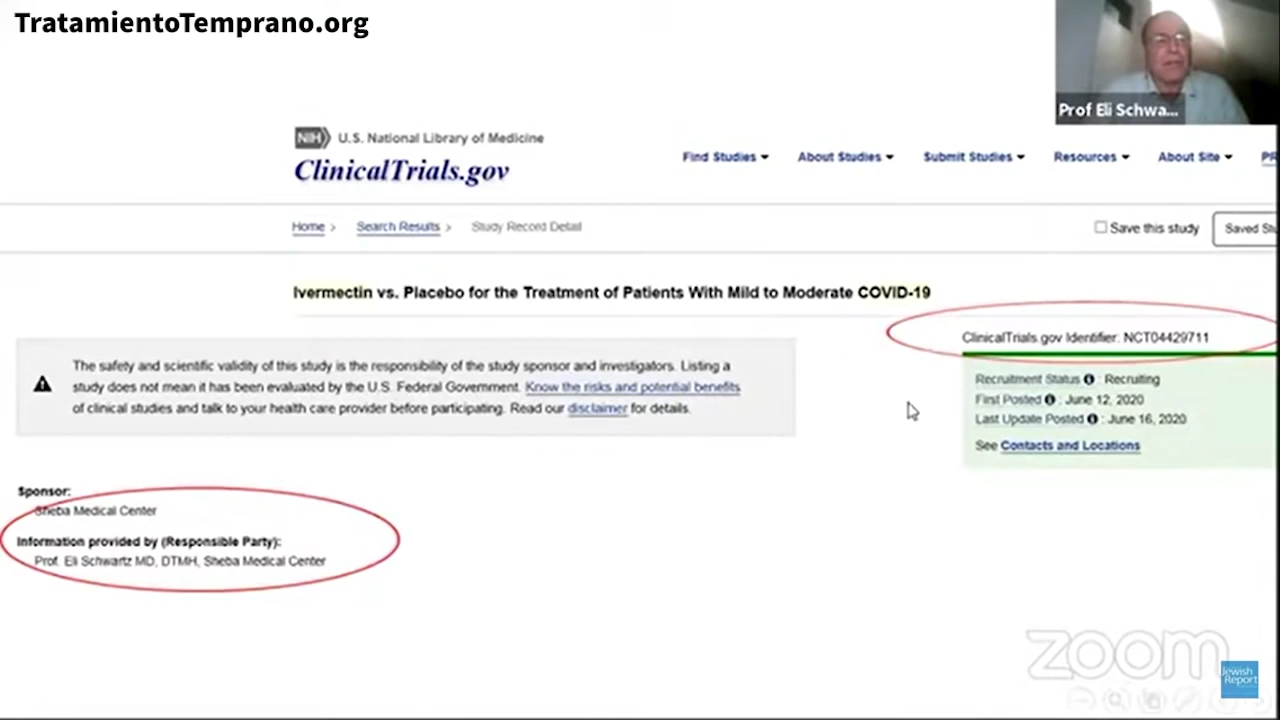 TratamientoTemprano.org
Prof Eli Schwa...
NIH U.S. National Library of Medicine
ClinicalTrials.gov
Find Studies About Studies Submit Studies Resources About Site PR
Home > Search Results > Study Record Detail
Save this study Saved Stu
Ivermectin vs. Placebo for the Treatment of Patients With Mild to Moderate COVID-19
ClinicalTrials.gov Identifier: NCT04429711
The safety and scientific validity of this study is the responsibility of the study sponsor and investigators. Listing a
study does not mean it has been evaluated by the U.S. Federal Government. Know the risks and potential benefits
of clinical studies and talk to your health care provider before participating. Read our disclaimer for details.
Recruitment Status : Recruiting
First Posted : June 12, 2020
Last Update Posted : June 16, 2020
See Contacts and Locations
Sponsor:
Sheba Medical Center
Information provided by (Responsible Party):
Prof. Eli Schwartz MD, DTMH, Sheba Medical Center
zoom
Jewish
Report